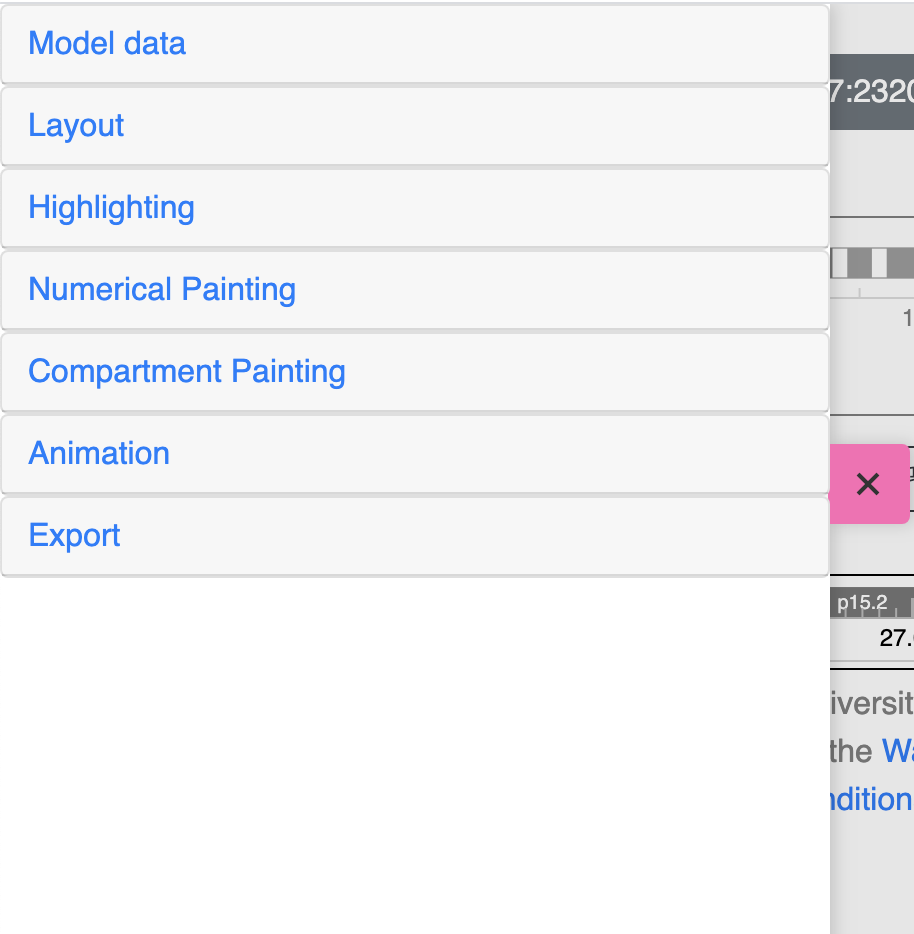 Model data
Layout
Highlighting
Numerical Painting
Compartment Painting
Animation
Export
7:2320
1
p15.2
27.
iversit
the Wa
ndition